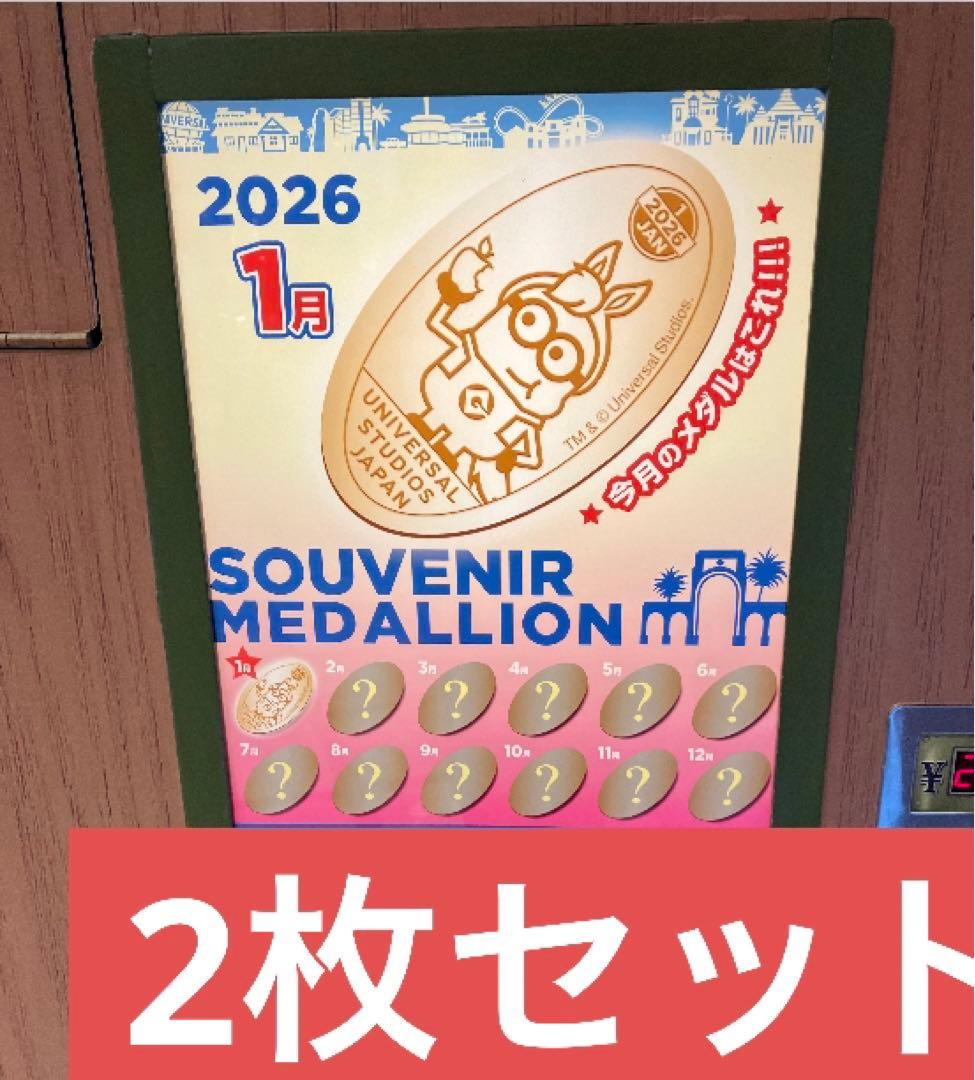 UNIVERS
2026
1月
1
2026
JAN
UNIVERSAL
STUDIOS
JAPAN
TM & © Universal Studios.
★今月のメダルはこれ!!!★
SOUVENIR
MEDALLION
1月 2月 3月 4月 5月 6月
? ? ? ? ?
7月 8月 9月 10月 11月 12月
? ? ? ? ? ?
¥
2枚セット